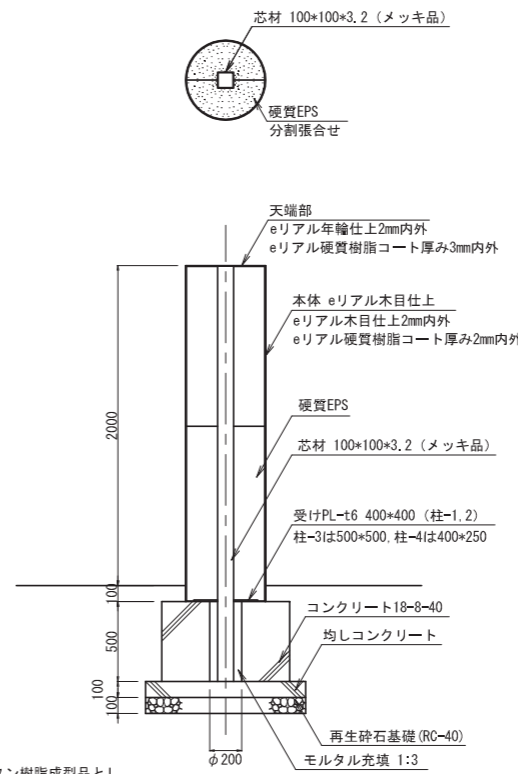 芯材 100*100*3.2 (メッキ品)
硬質EPS
分割張合せ
天端部
eリアル年輪仕上2mm内外
eリアル硬質樹脂コート厚み3mm内外
本体 eリアル木目仕上
eリアル木目仕上2mm内外
eリアル硬質樹脂コート厚み2mm内外
2000
硬質EPS
芯材 100*100*3.2 (メッキ品)
受けPL-t6 400*400 (柱-1,2)
柱-3は500*500,柱-4は400*250
100
コンクリート18-8-40
500
均しコンクリート
100
100
再生砕石基礎(RC-40)
φ200
モルタル充填 1:3
ン樹脂成型品とし